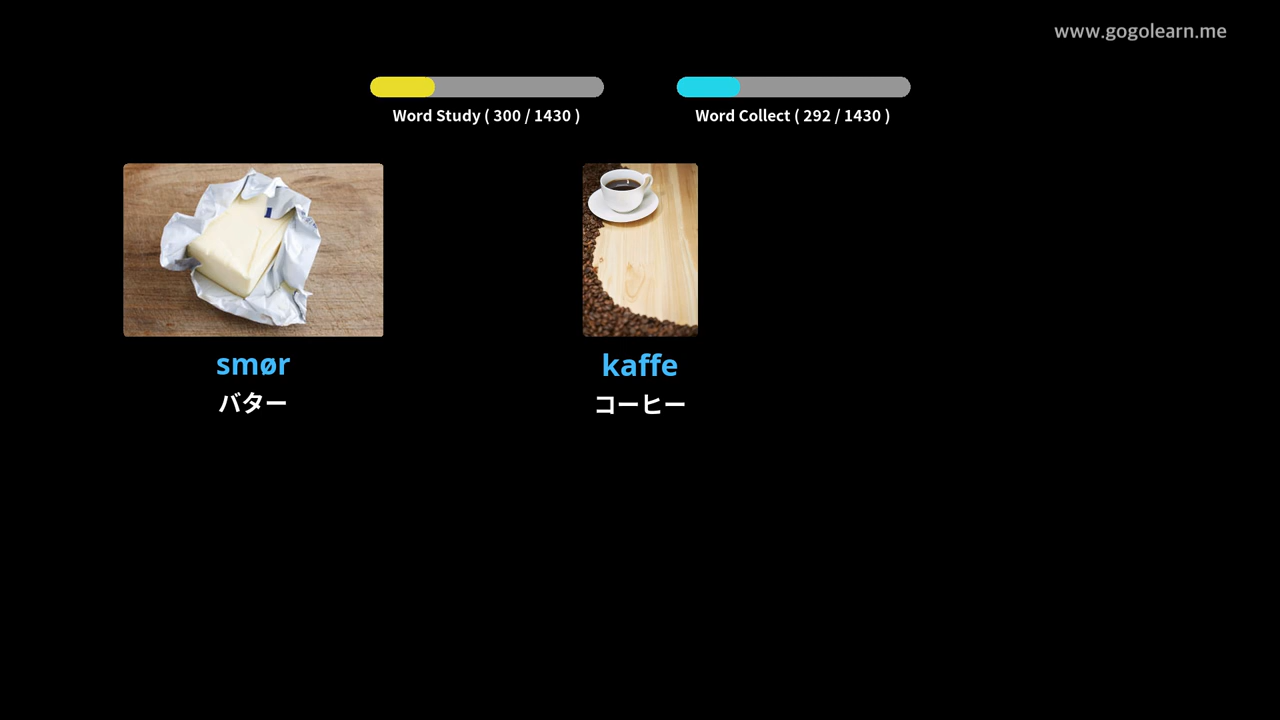 www.gogolearn.me
Word Study ( 300 / 1430 )
Word Collect ( 292 / 1430 )
smør
バター
kaffe
コーヒー